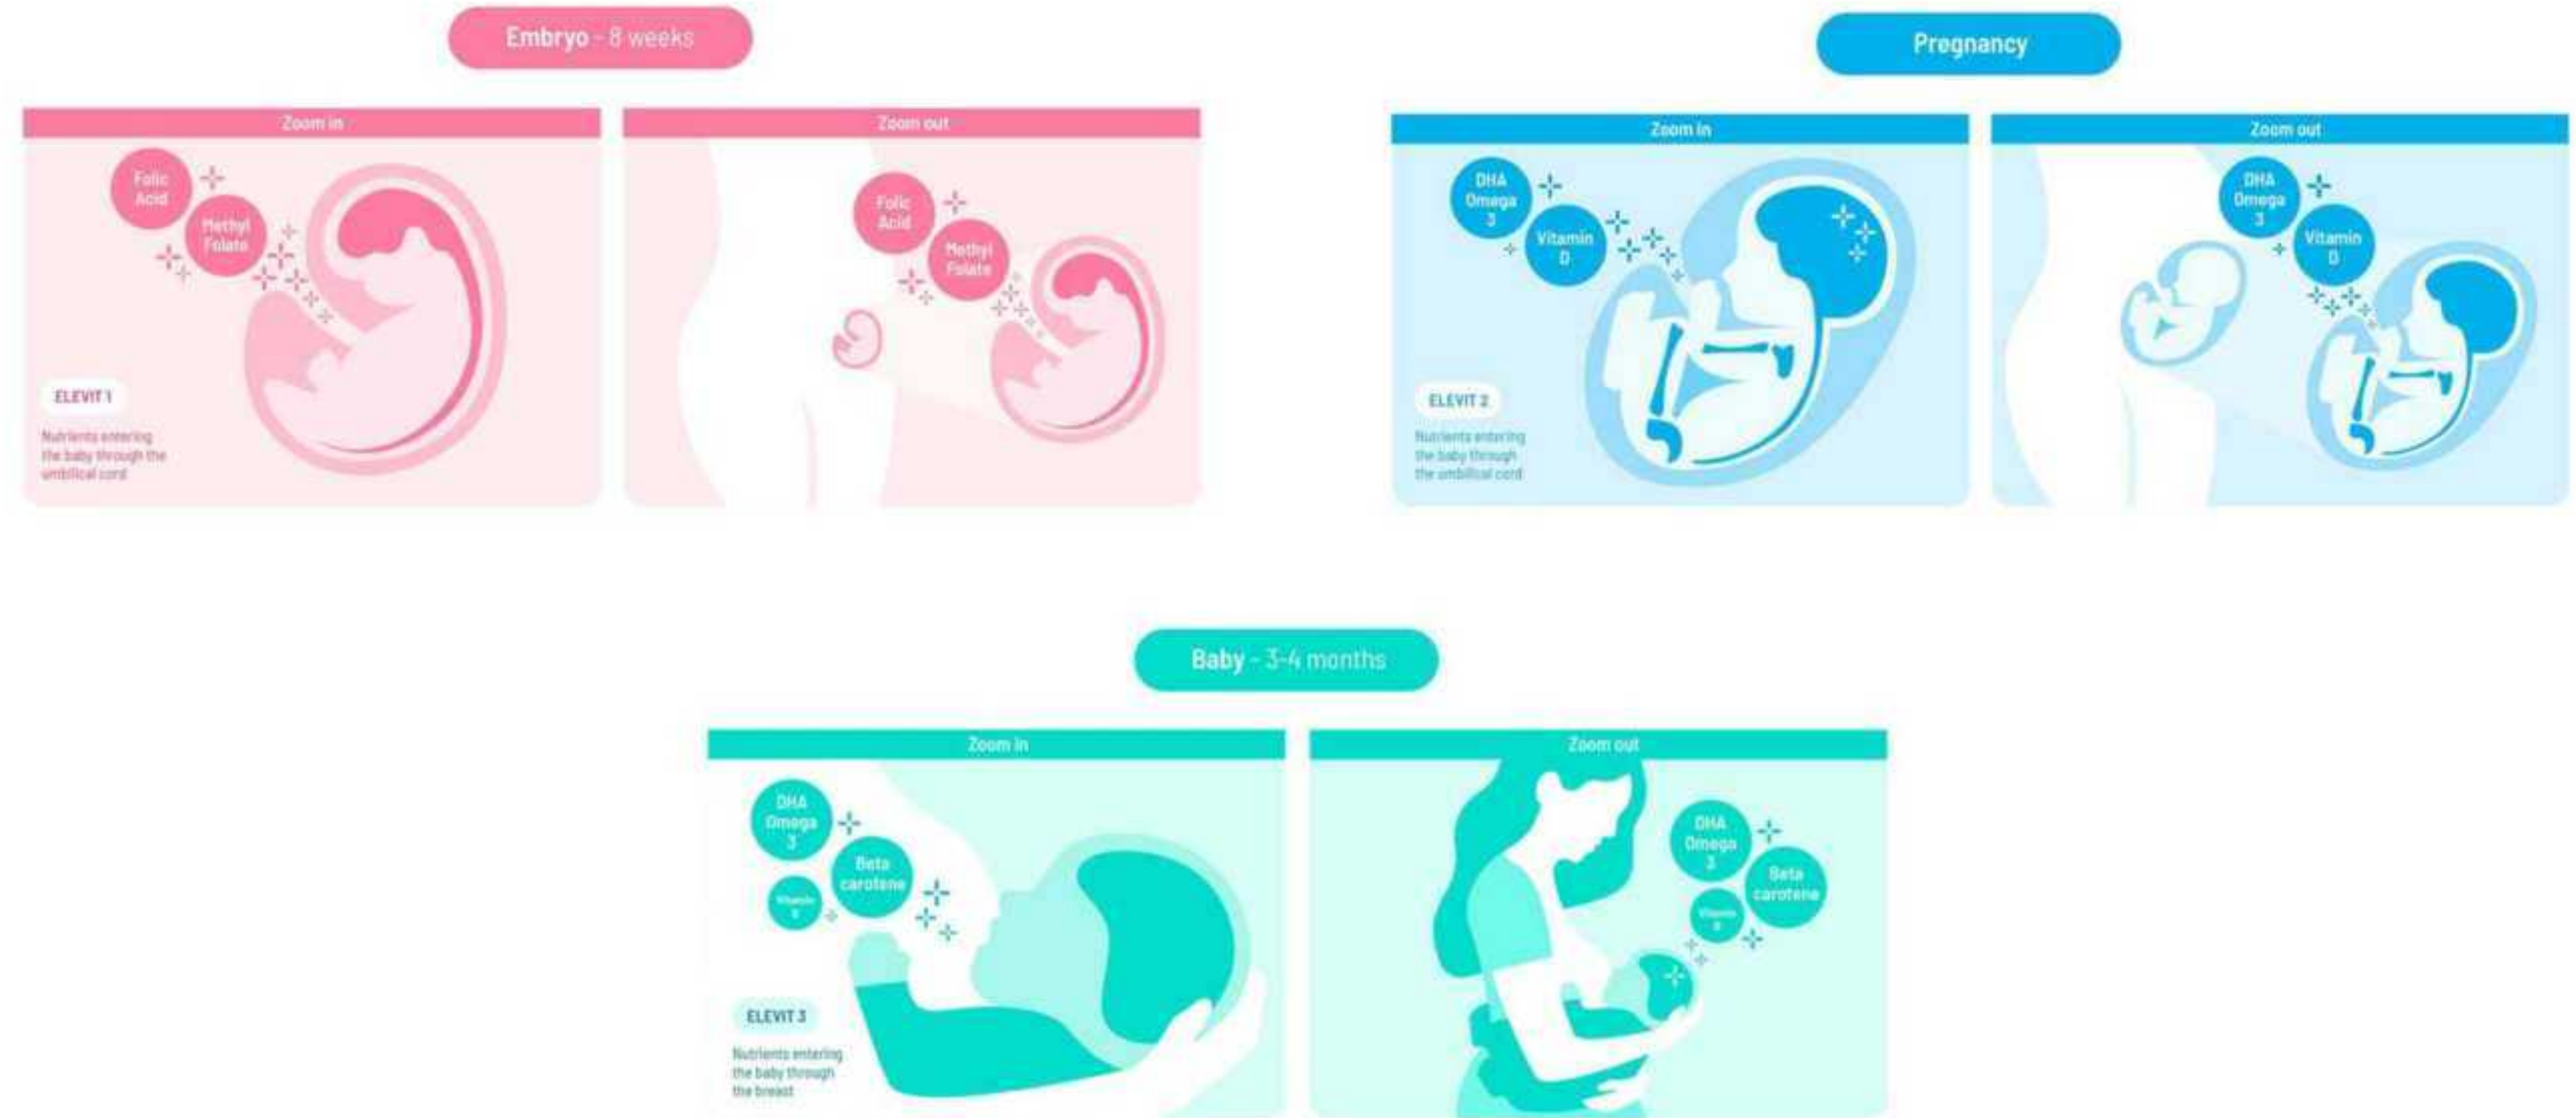 Embryo - 8 weeks
Zoom in
Folic
Acid
Methyl
Folate
ELEVIT 1
Nutrients entering
the baby through the
umbilical cord
Zoom out
Folic
Acid
Methyl
Folate
Pregnancy
Zoom in
DHA
Omega
3
Vitamin
D
ELEVIT 2
Nutrients entering
the baby through
the umbilical cord
Zoom out
DHA
Omega
3
Vitamin
D
Baby - 3-4 months
Zoom in
DHA
Omega
3
Beta
carotene
Vitamin
ELEVIT 3
Nutrients entering
the baby through
the breast
Zoom out
DHA
Omega
3
Beta
carotene
Vitamin